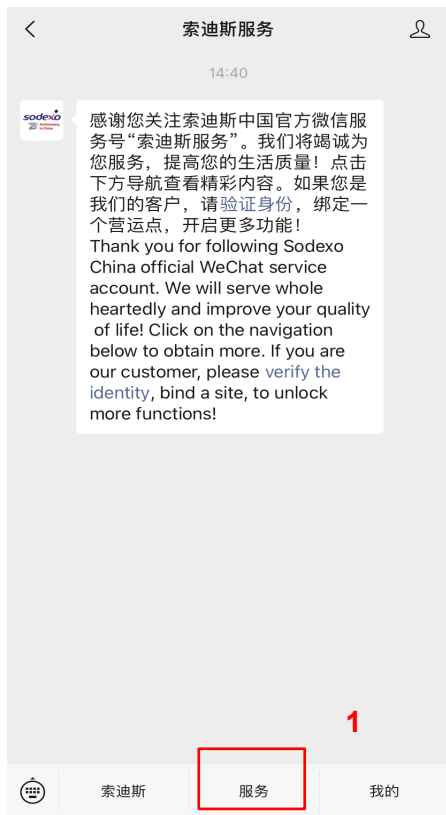 索迪斯服务
14:40
sodexo
感谢您关注索迪斯中国官方微信服
务号“索迪斯服务”。我们将竭诚为
您服务，提高您的生活质量！点击
下方导航查看精彩内容。如果您是
我们的客户，请验证身份，绑定一
个营运点，开启更多功能！
Thank you for following Sodexo
China official WeChat service
account. We will serve whole
heartedly and improve your quality
of life! Click on the navigation
below to obtain more. If you are
our customer, please verify the
identity, bind a site, to unlock
more functions!
1
索迪斯
服务
我的